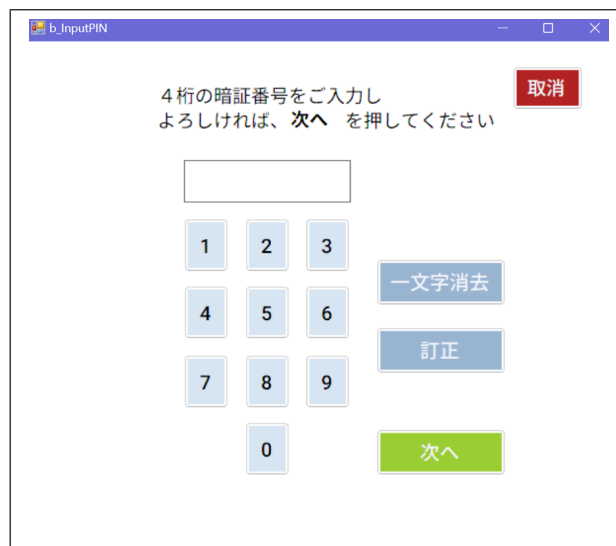 b_InputPIN
取消
４桁の暗証番号をご入力し
よろしければ、次へ を押してください
1 2 3
一文字消去
4 5 6
訂正
7 8 9
0
次へ